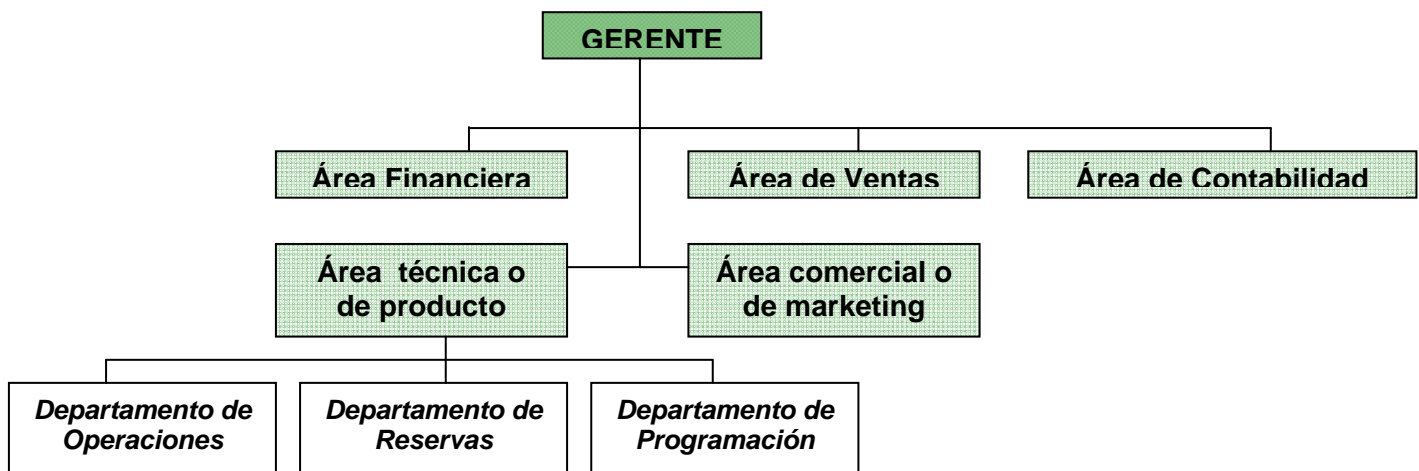 GERENTE
Área Financiera
Área de Ventas
Área de Contabilidad
Área técnica o
de producto
Área comercial o
de marketing
Departamento de
Operaciones
Departamento de
Reservas
Departamento de
Programación